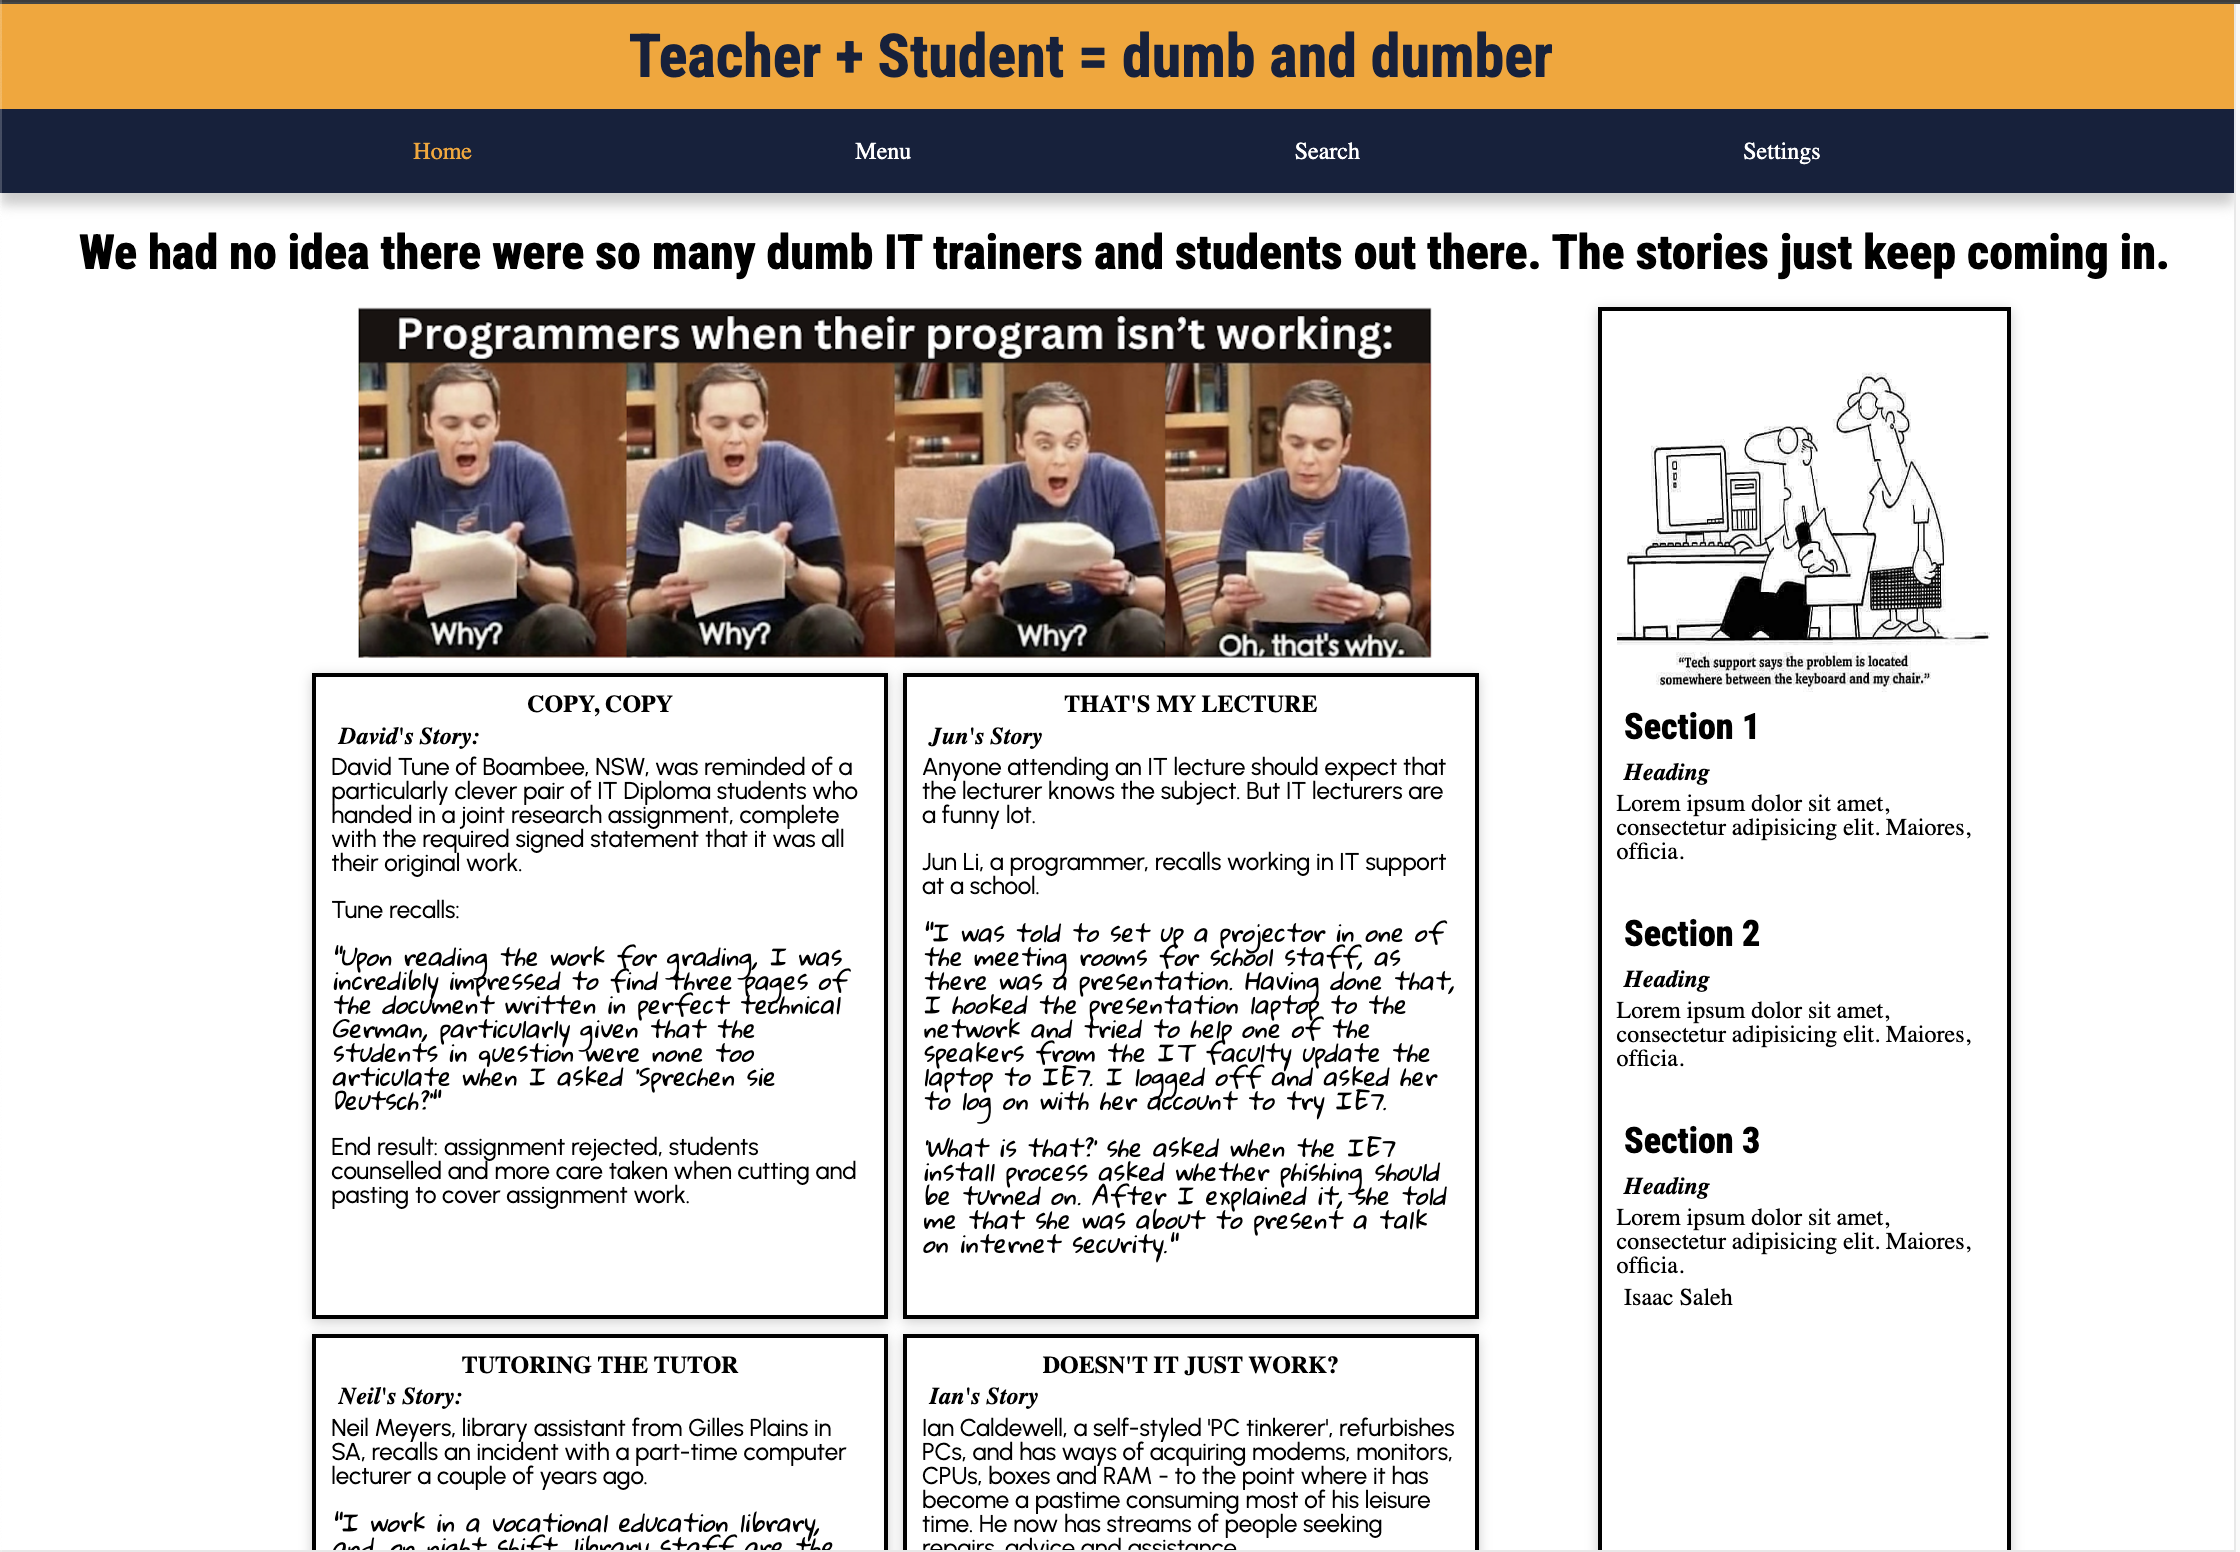 Teacher + Student = dumb and dumber
Home
Menu
Search
Settings
We had no idea there were so many dumb IT trainers and students out there. The stories just keep coming in.
Programmers when their program isn't working:
Why?
Why?
Why?
Oh, that's why.
COPY, COPY
David's Story:
David Tune of Boambee, NSW, was reminded of a
particularly clever pair of IT Diploma students who
handed in a joint research assignment, complete
with the required signed statement that it was all
their original work.
Tune recalls:
"Upon reading the work for grading, I was
incredibly impressed to find three pages of
the document written in perfect technical
German, particularly given that the
students in question were none too
articulate when I asked 'Sprechen sie
Deutsch?'"
End result: assignment rejected, students
counselled and more care taken when cutting and
pasting to cover assignment work.
THAT'S MY LECTURE
Jun's Story
Anyone attending an IT lecture should expect that
the lecturer knows the subject. But IT lecturers are
a funny lot.
Jun Li, a programmer, recalls working in IT support
at a school.
"I was told to set up a projector in one of
the meeting rooms for school staff, as
there was a presentation. Having done that,
I hooked the presentation laptop to the
network and tried to help one of the
speakers from the IT faculty update the
laptop to IE7. I logged off and asked her
to log on with her account to try IE7.
'What is that?' she asked when the IE7
install process asked whether phishing should
be turned on. After I explained it, she told
me that she was about to present a talk
on internet security."
TUTORING THE TUTOR
Neil's Story:
Neil Meyers, library assistant from Gilles Plains in
SA, recalls an incident with a part-time computer
lecturer a couple of years ago.
"I work in a vocational education library,
and on night shift, library staff are the
DOESN'T IT JUST WORK?
Ian's Story
Ian Caldewell, a self-styled 'PC tinkerer', refurbishes
PCs, and has ways of acquiring modems, monitors,
CPUs, boxes and RAM - to the point where it has
become a pastime consuming most of his leisure
time. He now has streams of people seeking
repairs, advice and assistance.
"Tech support says the problem is located
somewhere between the keyboard and my chair."
Section 1
Heading
Lorem ipsum dolor sit amet,
consectetur adipisicing elit. Maiores,
officia.
Section 2
Heading
Lorem ipsum dolor sit amet,
consectetur adipisicing elit. Maiores,
officia.
Section 3
Heading
Lorem ipsum dolor sit amet,
consectetur adipisicing elit. Maiores,
officia.
Isaac Saleh